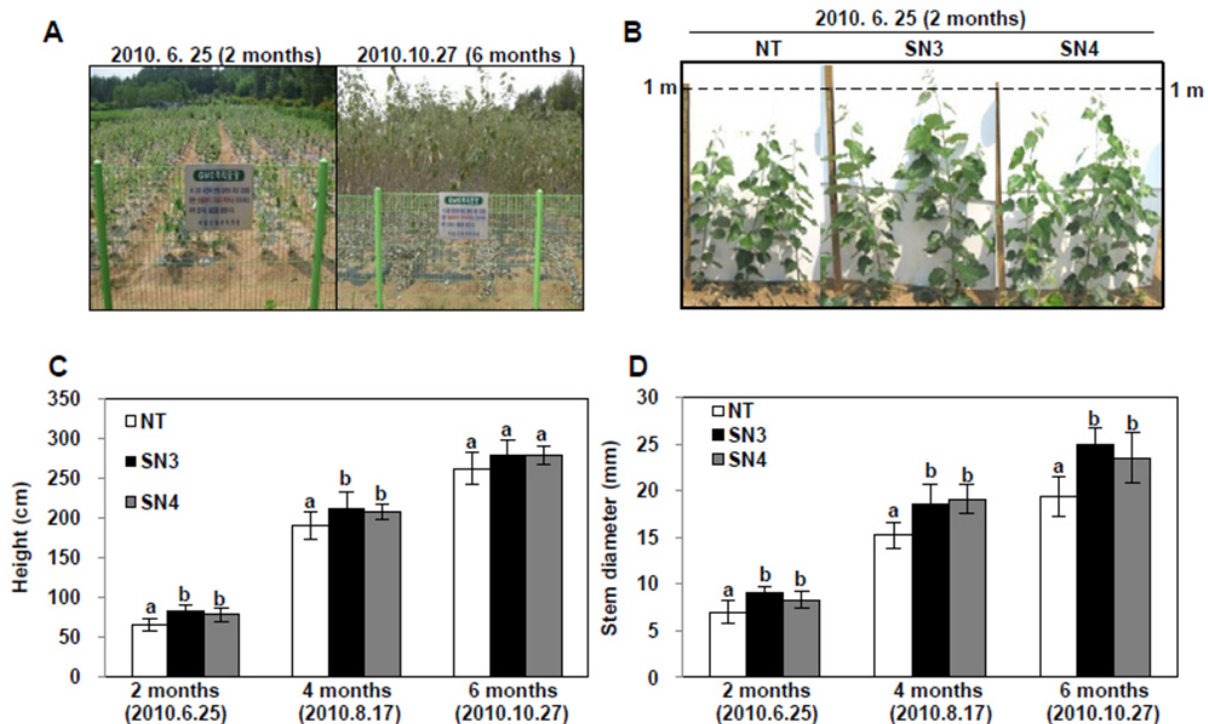 A
2010. 6. 25 (2 months)
2010.10.27 (6 months )
B
2010. 6. 25 (2 months)
NT
SN3
SN4
1 m
1 m
C
350
300
250
200
150
100
50
0
Height (cm)
NT
SN3
SN4
a
b
b
a
b
b
a
a
a
2 months
(2010.6.25)
4 months
(2010.8.17)
6 months
(2010.10.27)
D
30
25
20
15
10
5
0
Stem diameter (mm)
NT
SN3
SN4
a
b
b
a
b
b
a
b
b
2 months
(2010.6.25)
4 months
(2010.8.17)
6 months
(2010.10.27)